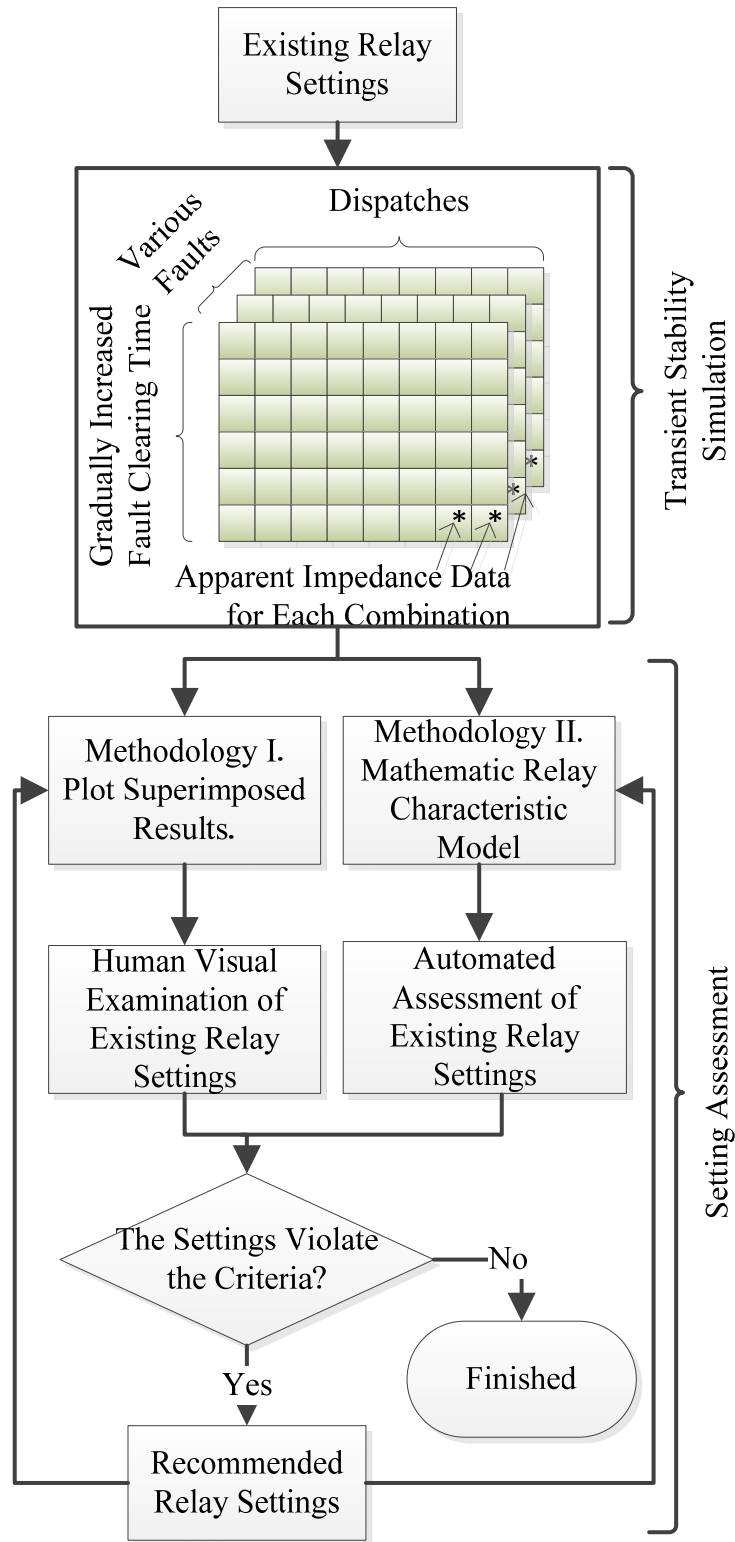 Existing Relay
Settings
Dispatches
Various
Faults
Gradually Increased
Fault Clearing Time
*
*
*
*
Apparent Impedance Data
for Each Combination
Transient Stability
Simulation
Methodology I.
Plot Superimposed
Results.
Methodology II.
Mathematic Relay
Characteristic
Model
Human Visual
Examination of
Existing Relay
Settings
Automated
Assessment of
Existing Relay
Settings
Setting Assessment
The Settings Violate
the Criteria?
No
Finished
Yes
Recommended
Relay Settings